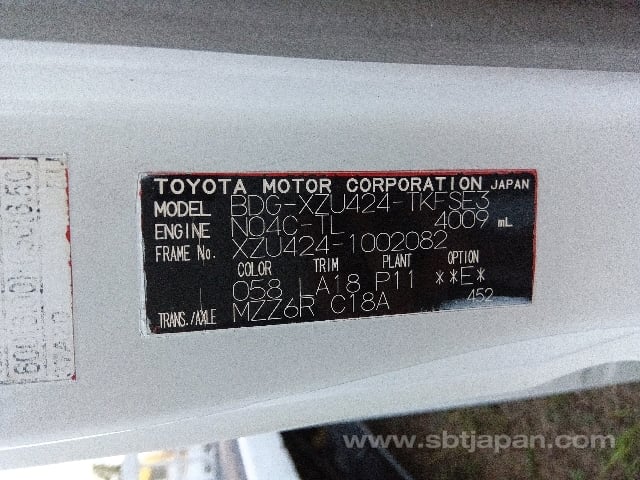 TOYOTA MOTOR CORPORATION JAPAN
MODEL BDG-XZU424-TKFSE3
ENGINE N04C-TL 4009 mL
FRAME No. XZU424-1002082
COLOR TRIM PLANT OPTION
058 LA18 P11 **E*
TRANS./AXLE MZZ6R C18A 452
www.sbtjapan.com